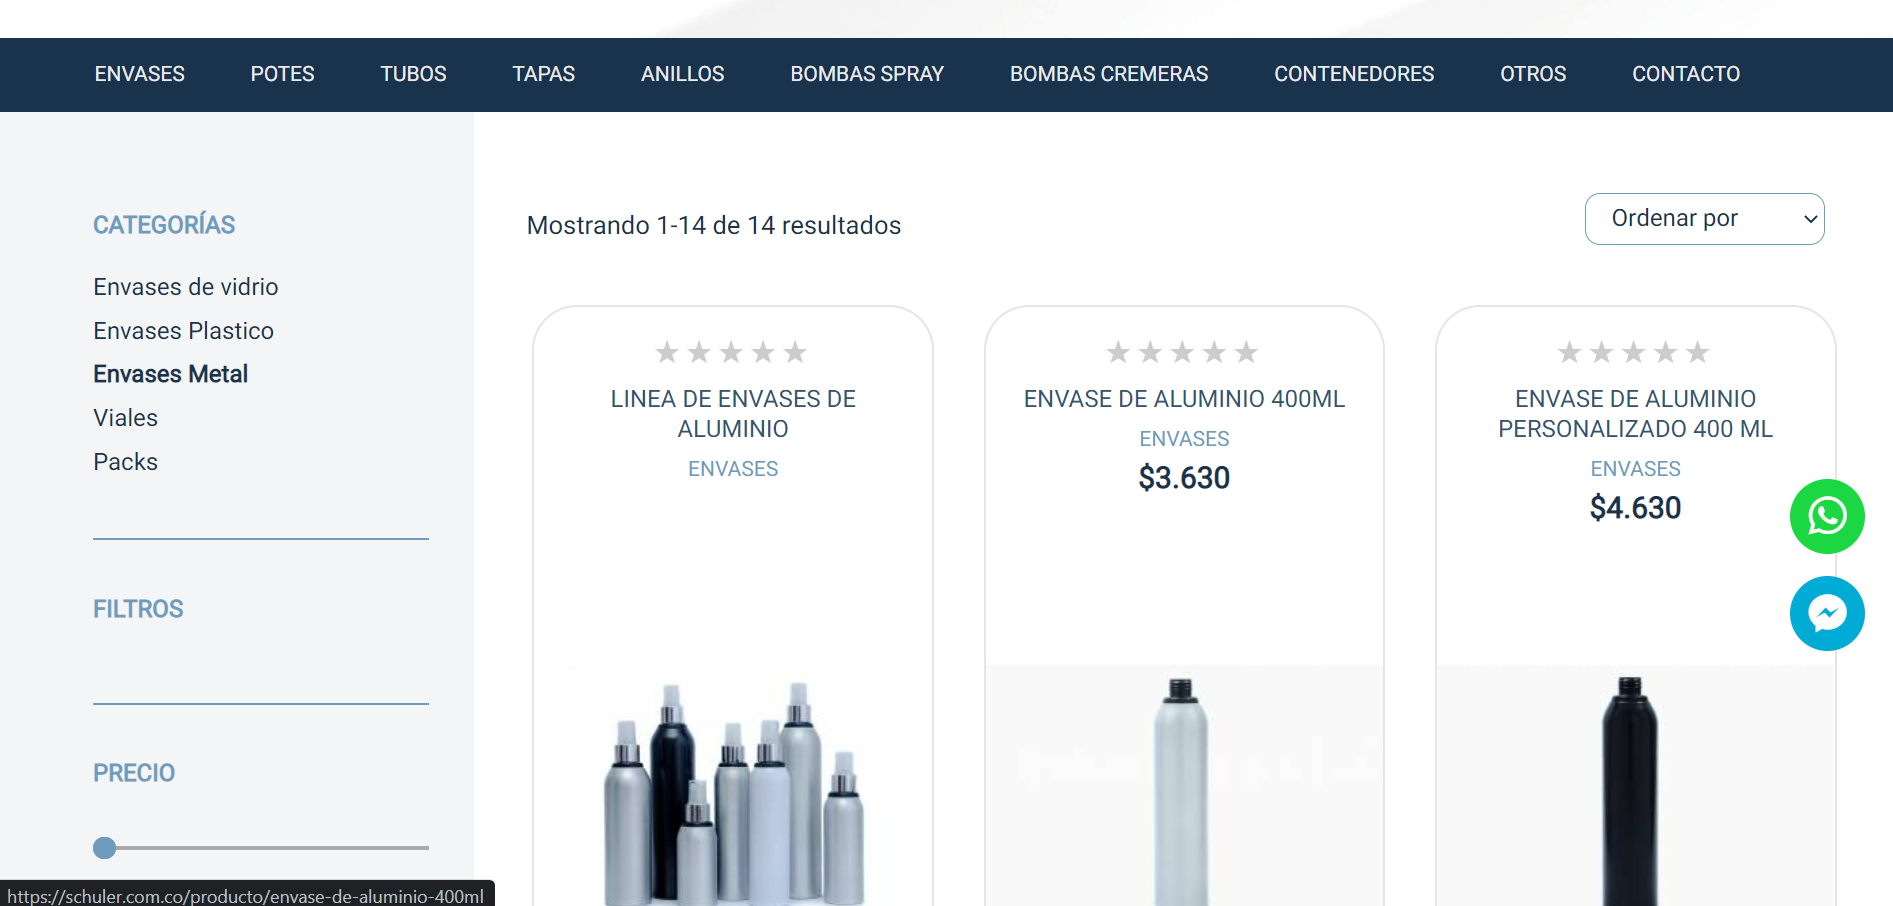 ENVASES
POTES
TUBOS
TAPAS
ANILLOS
BOMBAS SPRAY
BOMBAS CREMERAS
CONTENEDORES
OTROS
CONTACTO
CATEGORÍAS
Envases de vidrio
Envases Plastico
Envases Metal
Viales
Packs
FILTROS
PRECIO
Mostrando 1-14 de 14 resultados
Ordenar por
LINEA DE ENVASES DE
ALUMINIO
ENVASES
ENVASE DE ALUMINIO 400ML
ENVASES
$3.630
ENVASE DE ALUMINIO
PERSONALIZADO 400 ML
ENVASES
$4.630
https://schuler.com.co/producto/envase-de-aluminio-400ml